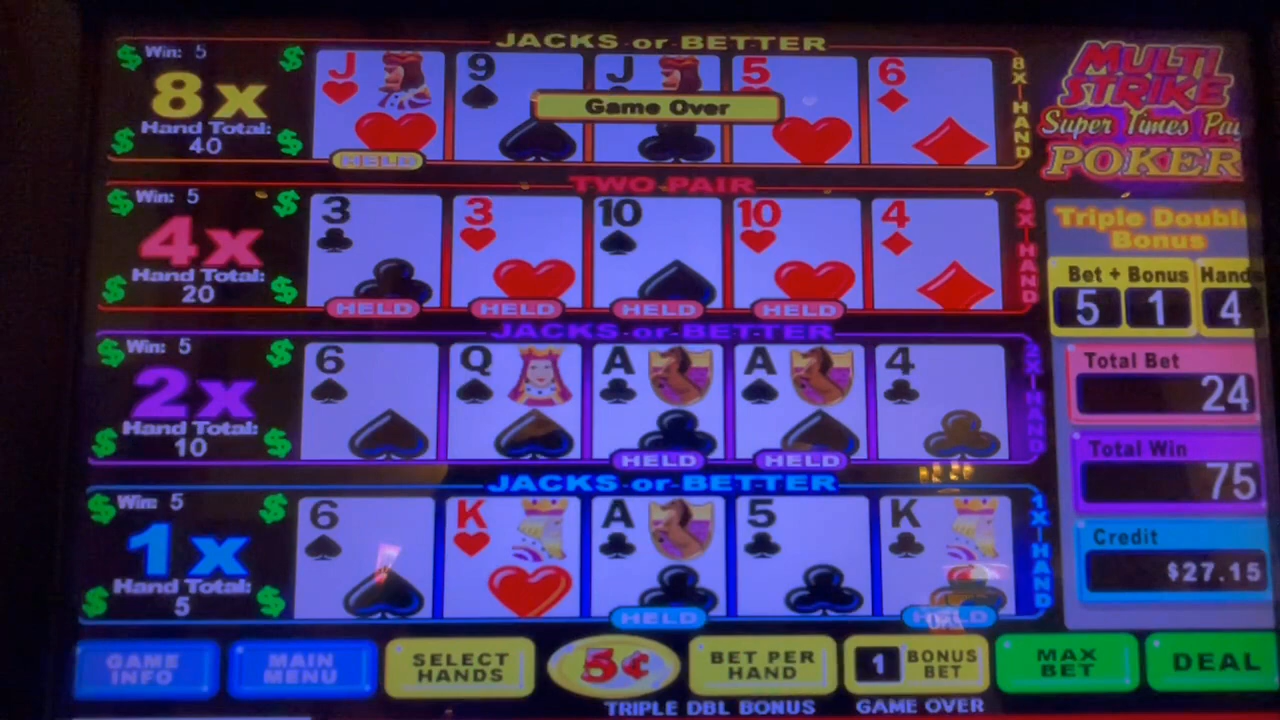 JACKS or BETTER
Win: 5
8x
Hand Total:
40
J
9
J
5
6
Game Over
HELD
8X-HAND
MULTI
STRIKE
Super Times Pay
POKER
TWO PAIR
Win: 5
4x
Hand Total:
20
3
3
10
10
4
HELD
HELD
HELD
HELD
4X-HAND
Triple Double
Bonus
Bet + Bonus
Hands
5
1
4
JACKS or BETTER
Win: 5
2x
Hand Total:
10
6
Q
A
A
4
HELD
HELD
2X-HAND
Total Bet
24
Total Win
75
JACKS or BETTER
Win: 5
1x
Hand Total:
5
6
K
A
5
K
HELD
HELD
1X-HAND
Credit
$27.15
GAME
INFO
MAIN
MENU
SELECT
HANDS
5¢
BET PER
HAND
1
BONUS
BET
MAX
BET
DEAL
TRIPLE DBL BONUS
GAME OVER